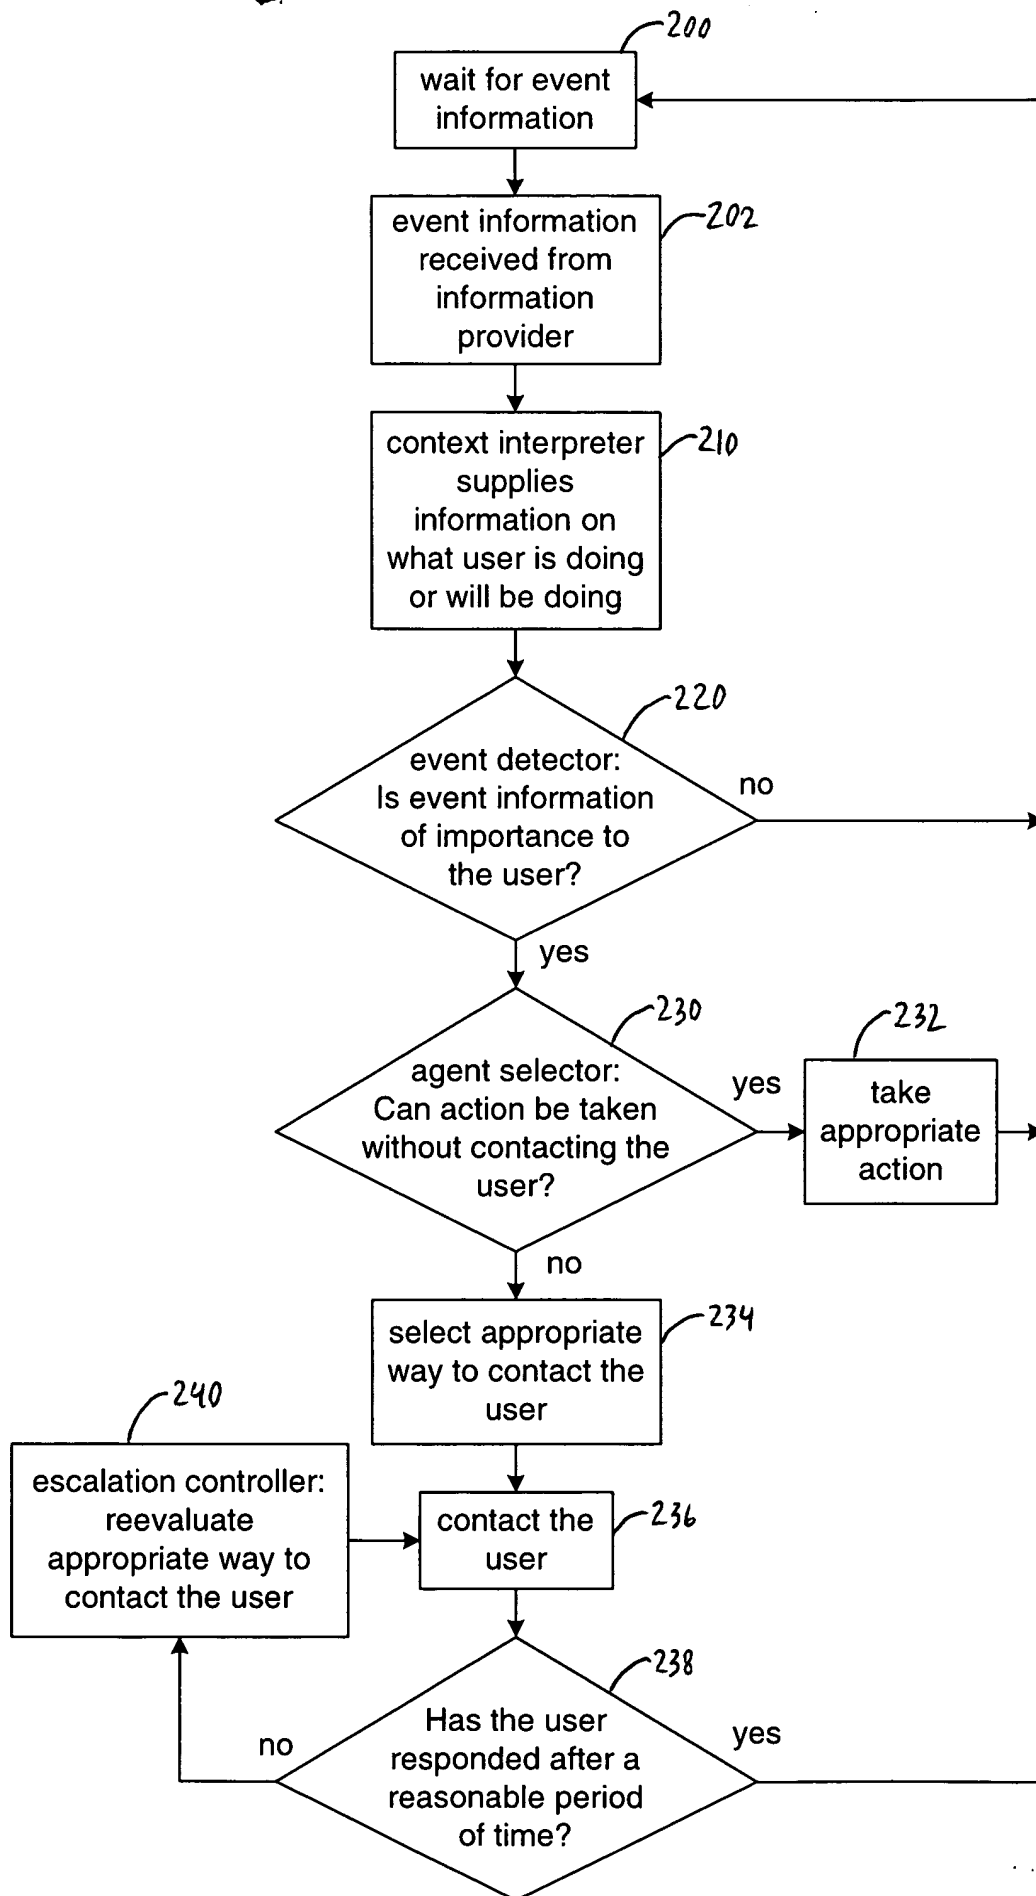 200
wait for event
information
202
event information
received from
information
provider
210
context interpreter
supplies
information on
what user is doing
or will be doing
220
event detector:
Is event information
of importance to
the user?
no
yes
230
agent selector:
Can action be taken
without contacting the
user?
yes
232
take
appropriate
action
no
234
select appropriate
way to contact the
user
240
escalation controller:
reevaluate
appropriate way to
contact the user
236
contact the
user
238
Has the user
responded after a
reasonable period
of time?
no
yes